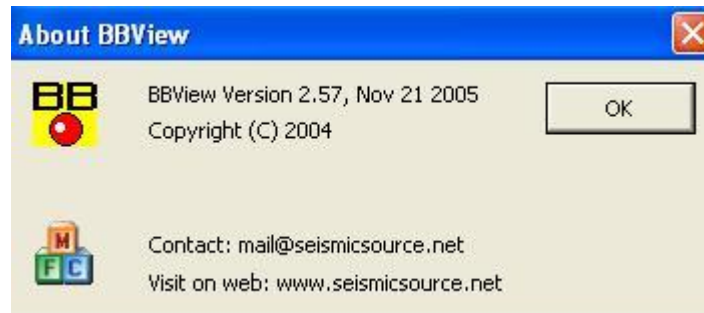 About BBView
BB
BBView Version 2.57, Nov 21 2005
Copyright (C) 2004
OK
M
F C
Contact: mail@seismicsource.net
Visit on web: www.seismicsource.net